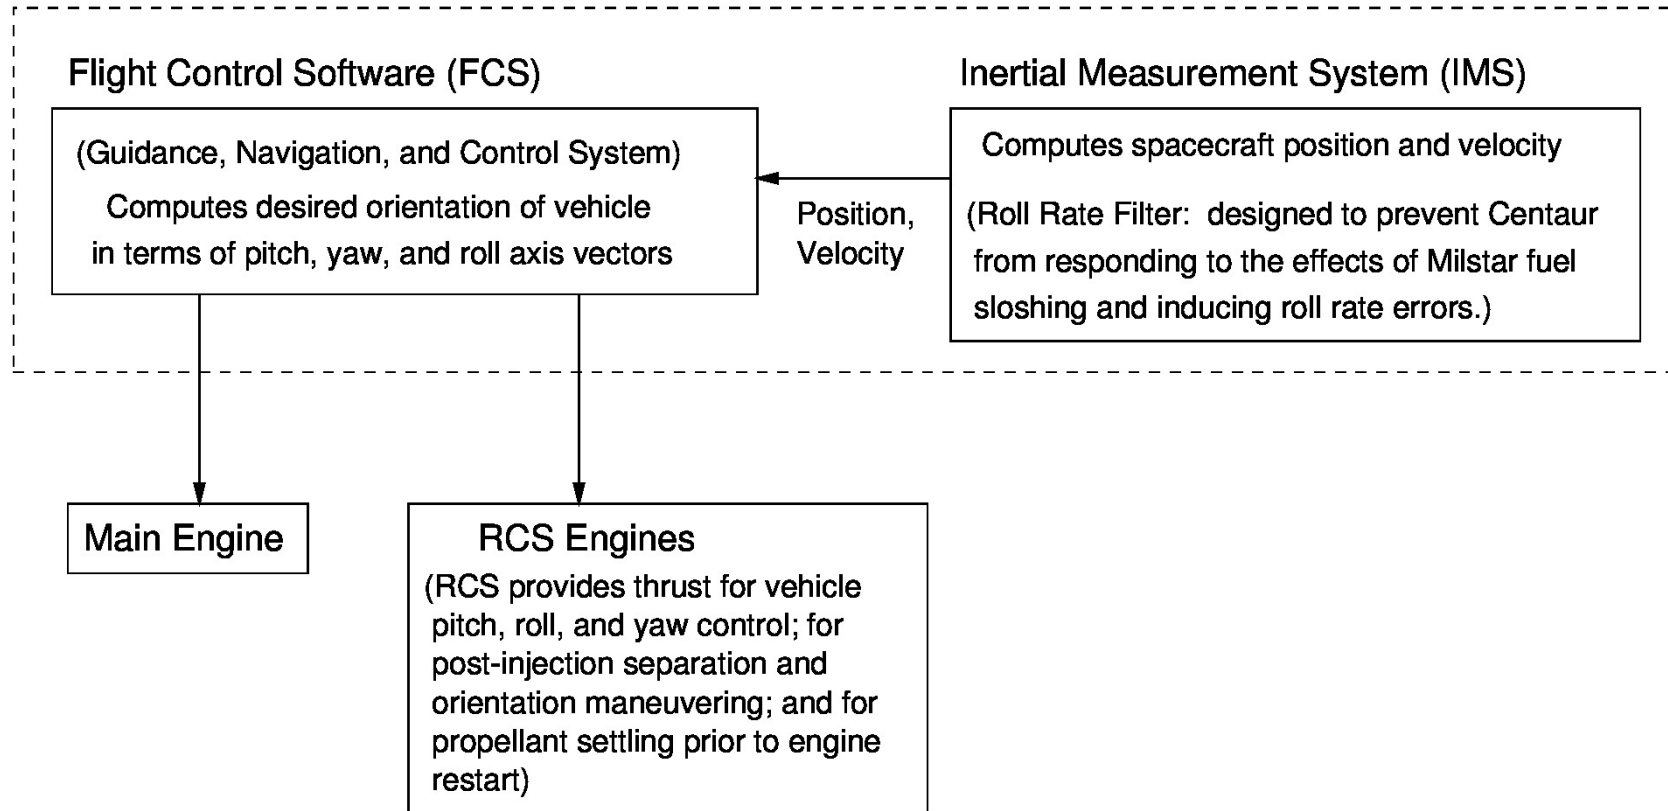 Flight Control Software (FCS)
(Guidance, Navigation, and Control System)
Computes desired orientation of vehicle
in terms of pitch, yaw, and roll axis vectors
Position,
Velocity
Inertial Measurement System (IMS)
Computes spacecraft position and velocity
(Roll Rate Filter: designed to prevent Centaur
from responding to the effects of Milstar fuel
sloshing and inducing roll rate errors.)
Main Engine
RCS Engines
(RCS provides thrust for vehicle
pitch, roll, and yaw control; for
post-injection separation and
orientation maneuvering; and for
propellant settling prior to engine
restart)